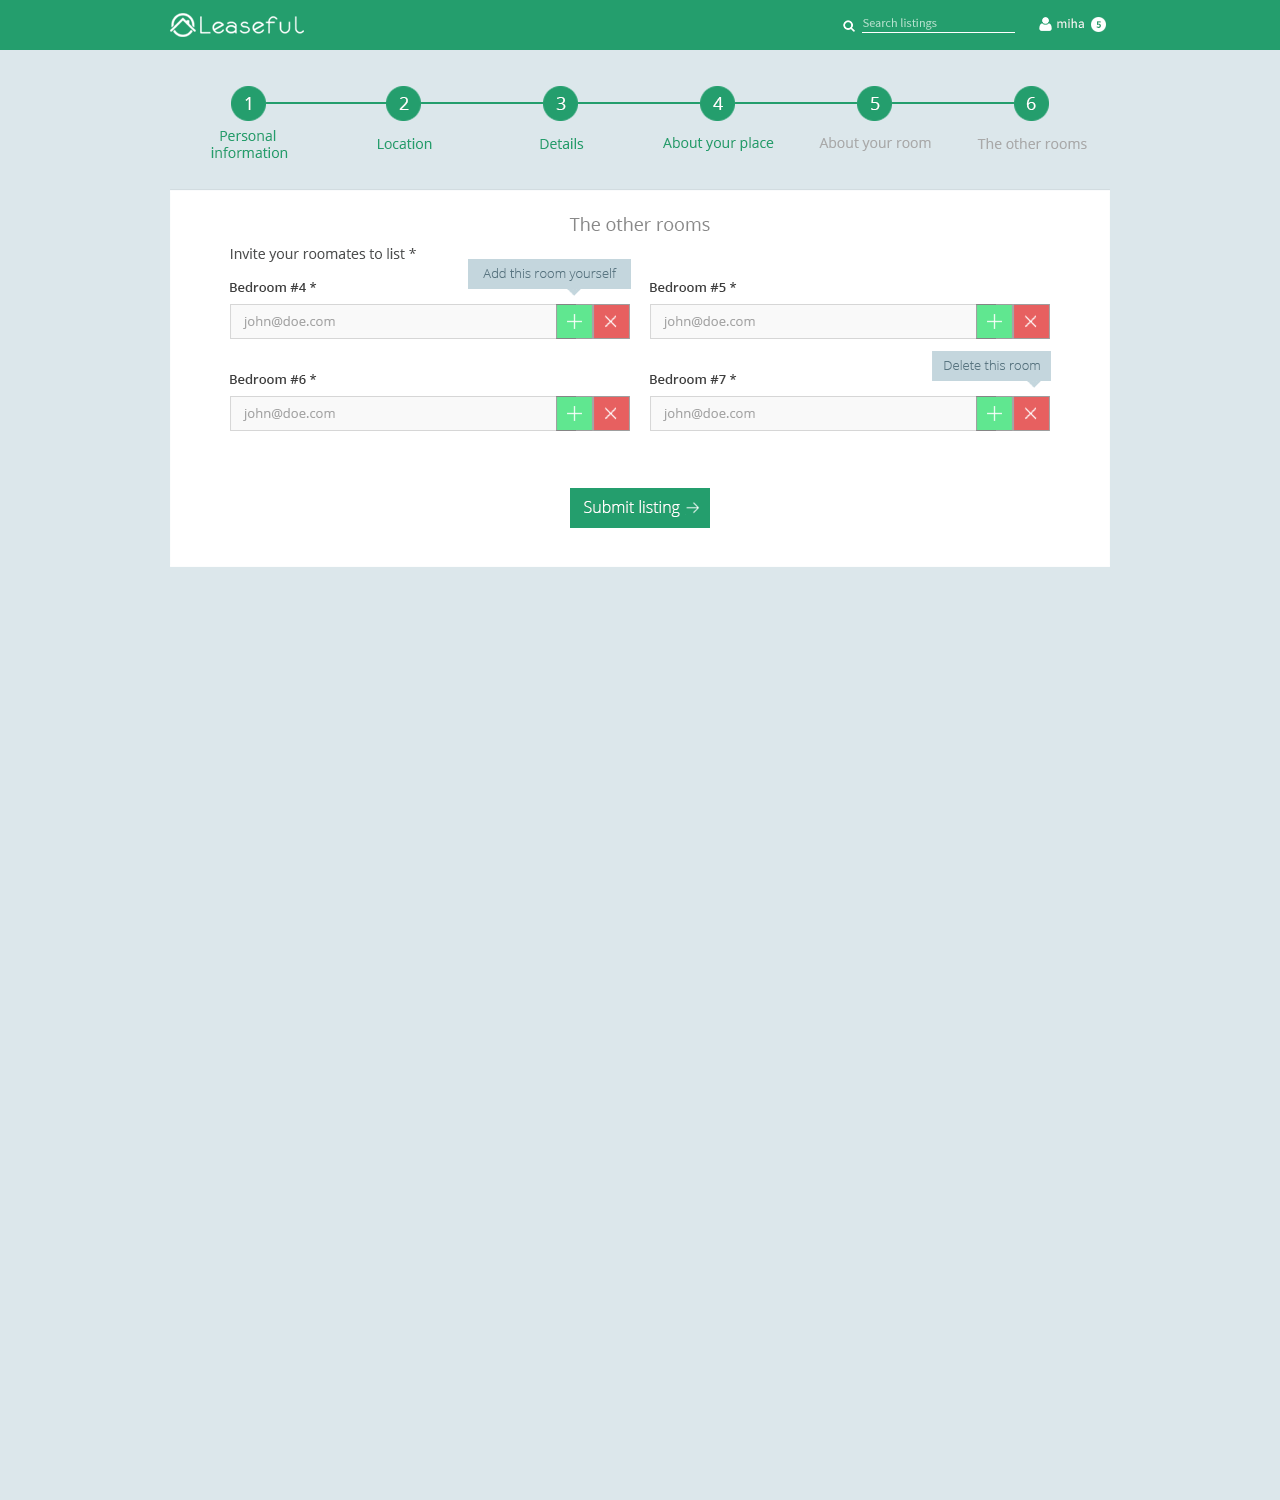 Leaseful
Search listings
miha 5
1 2 3 4 5 6
Personal
information
Location
Details
About your place
About your room
The other rooms
The other rooms
Invite your roomates to list *
Add this room yourself
Bedroom #4 *
Bedroom #5 *
john@doe.com
john@doe.com
Delete this room
Bedroom #6 *
Bedroom #7 *
john@doe.com
john@doe.com
Submit listing →